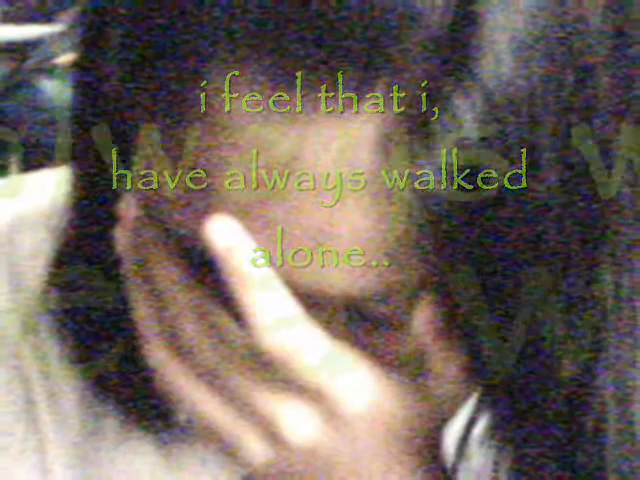 i feel that i,
have always walked
alone..